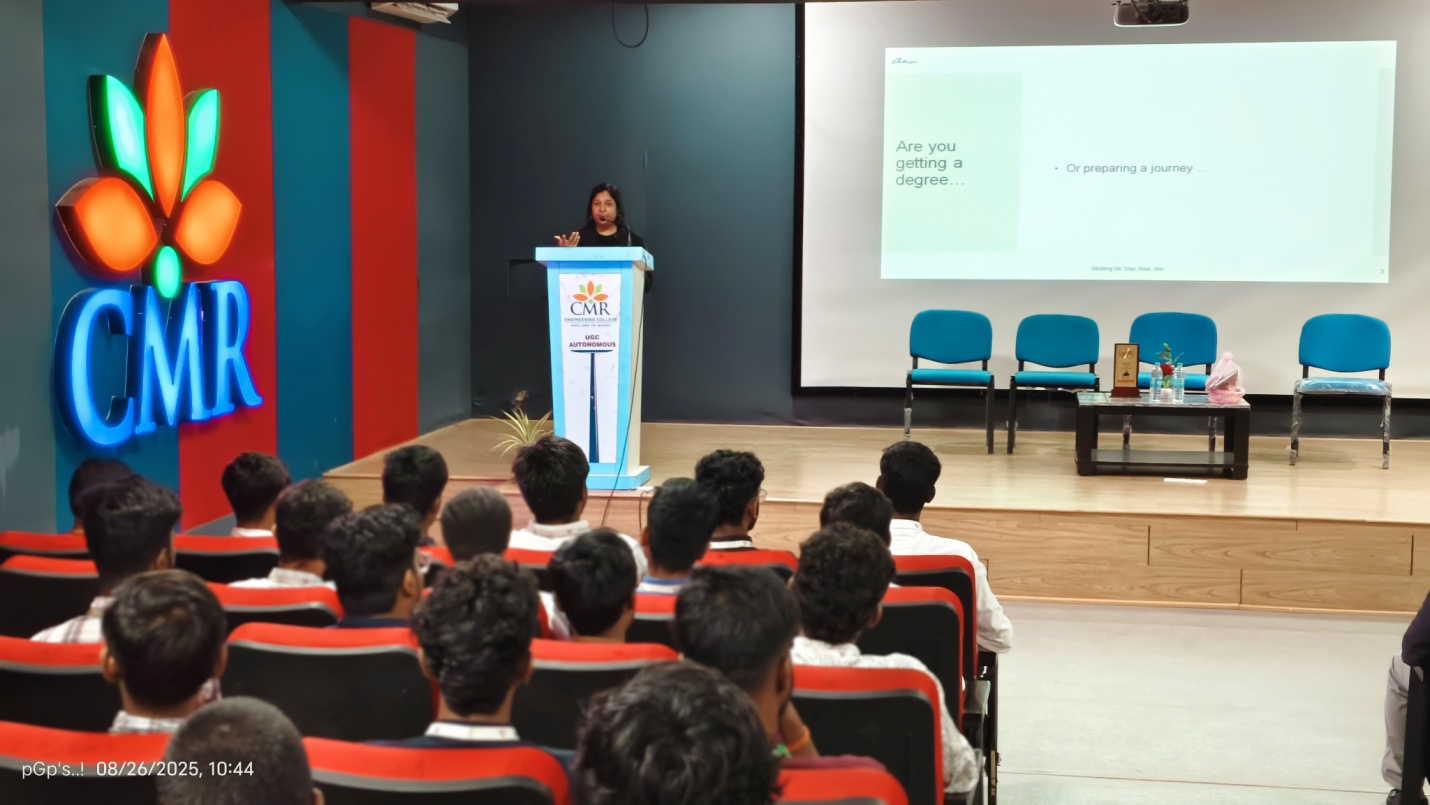 CMR
CMR
ENGINEERING COLLEGE
UGC
AUTONOMOUS
Are you
getting a
degree…
• Or preparing a journey …
3
pGp's..! 08/26/2025, 10:44